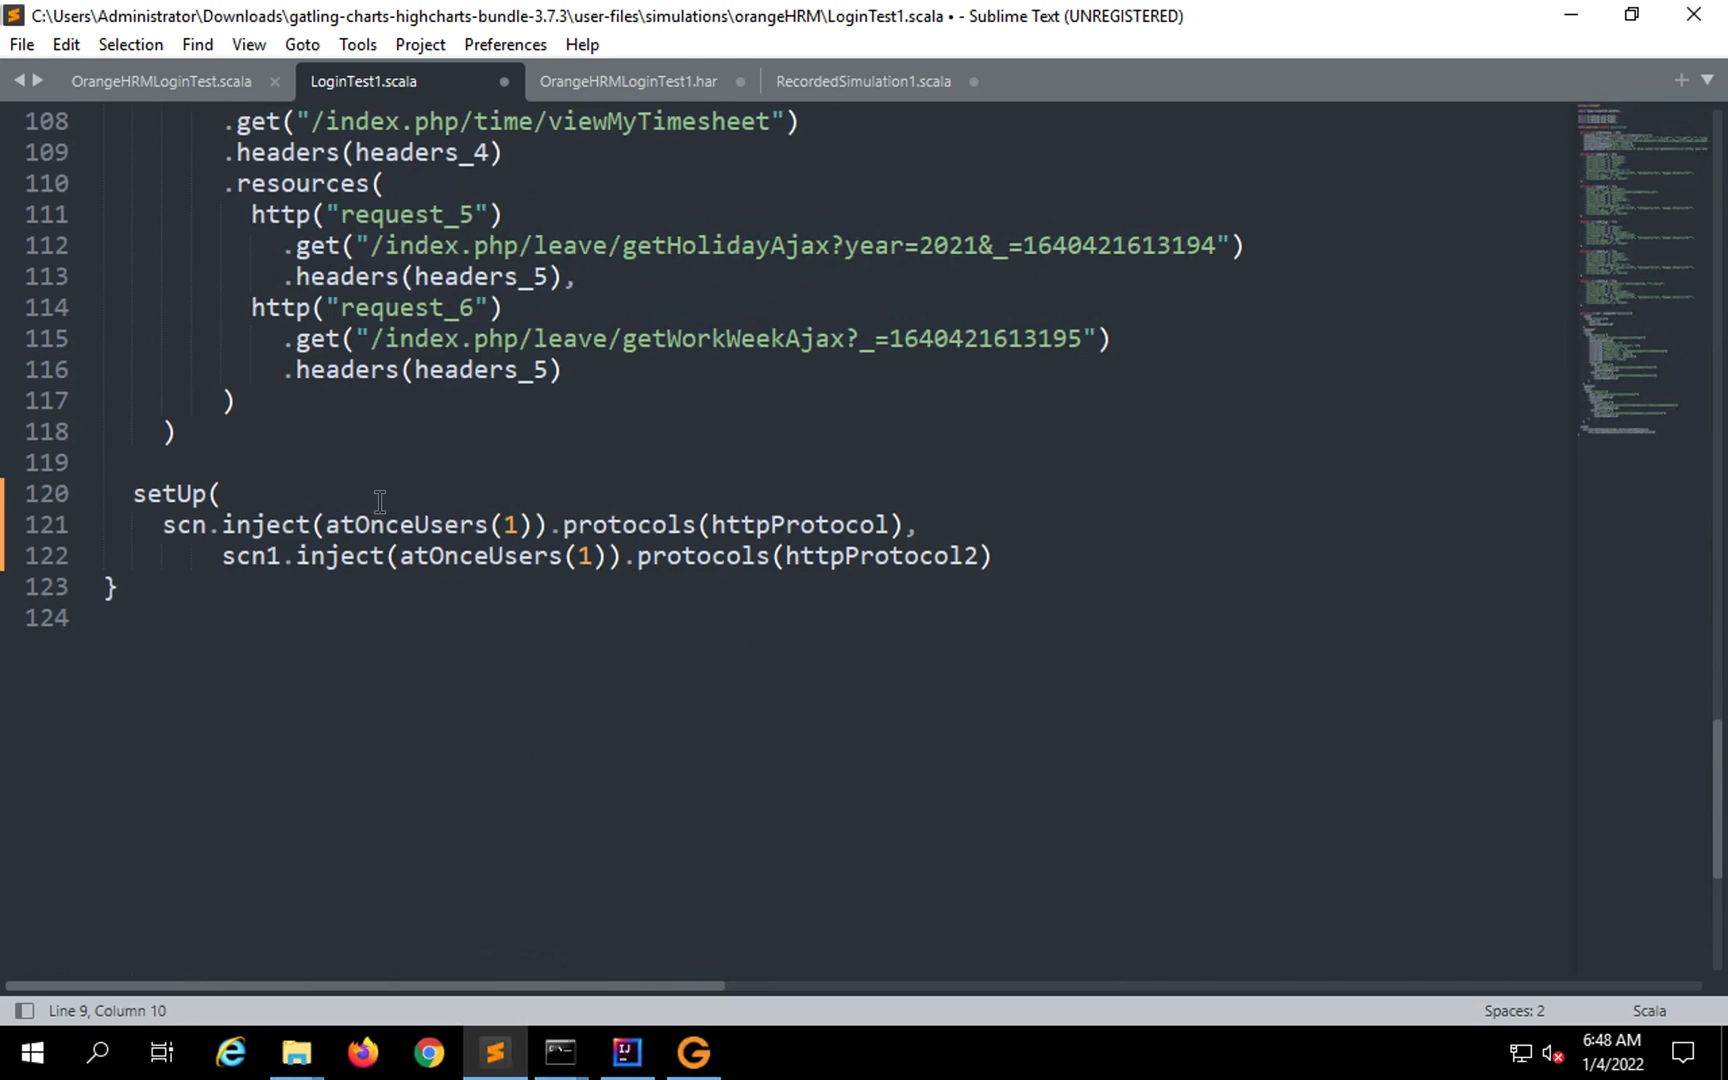 C:\Users\Administrator\Downloads\gatling-charts-highcharts-bundle-3.7.3\user-files\simulations\orangeHRM\LoginTest1.scala • - Sublime Text (UNREGISTERED)
File Edit Selection Find View Goto Tools Project Preferences Help
OrangeHRMLoginTest.scala LoginTest1.scala OrangeHRMLoginTest1.har RecordedSimulation1.scala
108 .get("/index.php/time/viewMyTimesheet")
109 .headers(headers_4)
110 .resources(
111 http("request_5")
112 .get("/index.php/leave/getHolidayAjax?year=2021&_=1640421613194")
113 .headers(headers_5),
114 http("request_6")
115 .get("/index.php/leave/getWorkWeekAjax?_=1640421613195")
116 .headers(headers_5)
117 )
118 )
119
120 setUp(
121 scn.inject(atOnceUsers(1)).protocols(httpProtocol),
122 scn1.inject(atOnceUsers(1)).protocols(httpProtocol2)
123 }
124
Line 9, Column 10 Spaces: 2 Scala
6:48 AM
1/4/2022